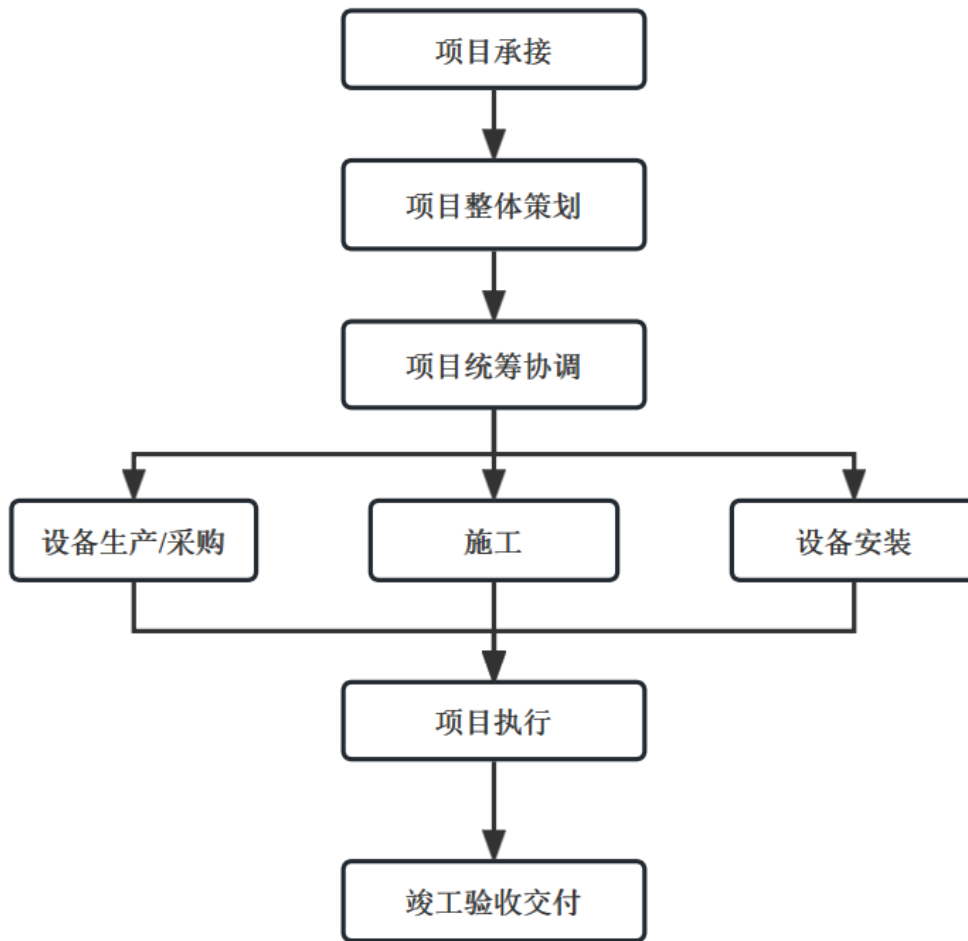 项目承接
项目整体策划
项目统筹协调
设备生产/采购
施工
设备安装
项目执行
竣工验收交付